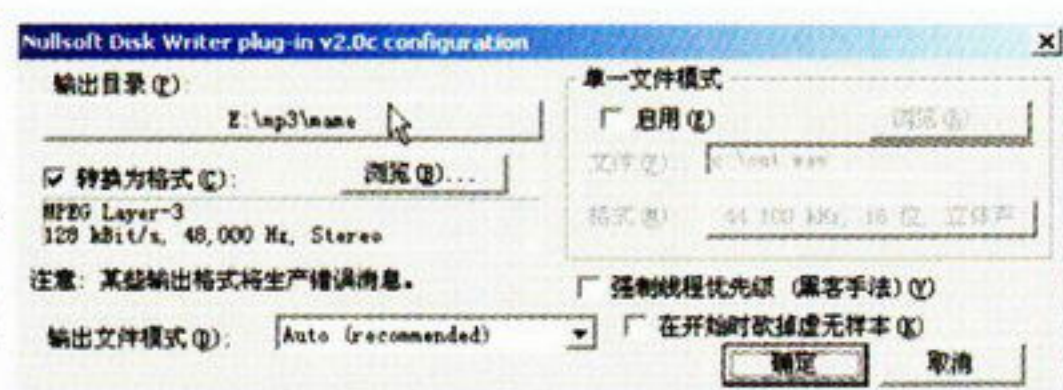 Nullsoft Disk Writer plug-in v2.0c configuration
输出目录(P):
E:\mp3\name
转换为格式(C):
浏览(B)...
MPEG Layer-3
128 kBit/s, 48,000 Hz, Stereo
注意: 某些输出格式将生产错误消息。
输出文件模式(D):
Auto (recommended)
单一文件模式
启用(E)
文件(F)
c:\out.wav
格式(M)
44 100 kHz, 16 位, 立体声
强制线程优先级 (黑客手法)(Y)
在开始时砍掉虚无样本(K)
确定
取消